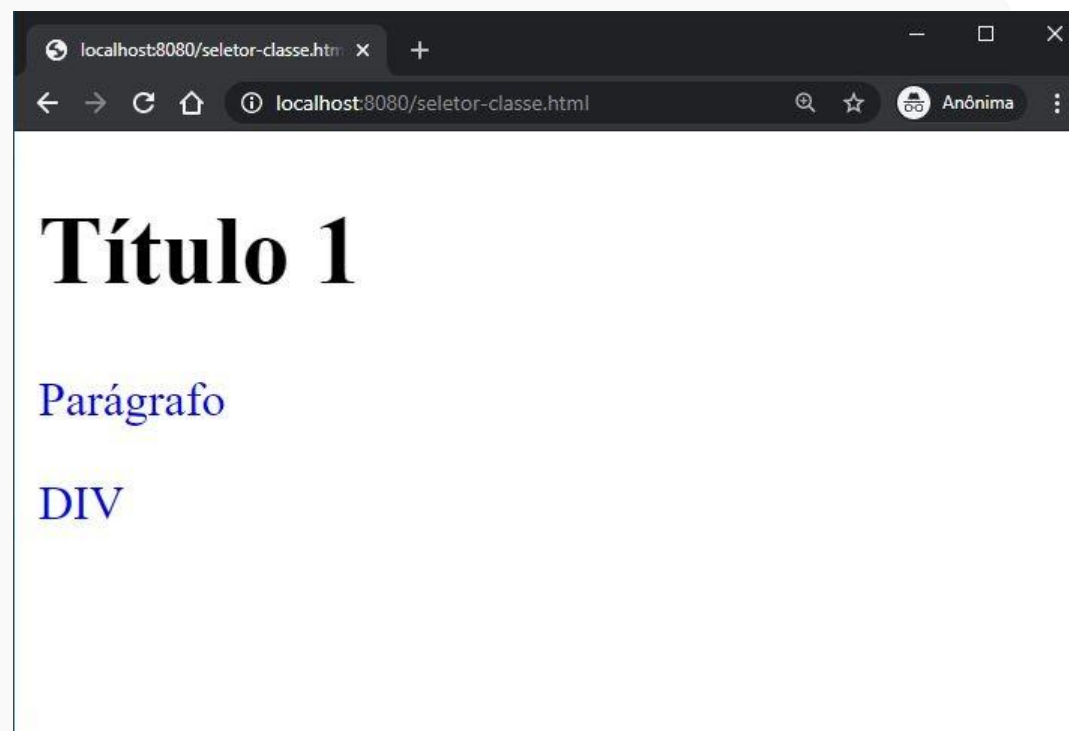 localhost:8080/seletor-classe.htm
localhost:8080/seletor-classe.html
Anônima
Título 1
Parágrafo
DIV